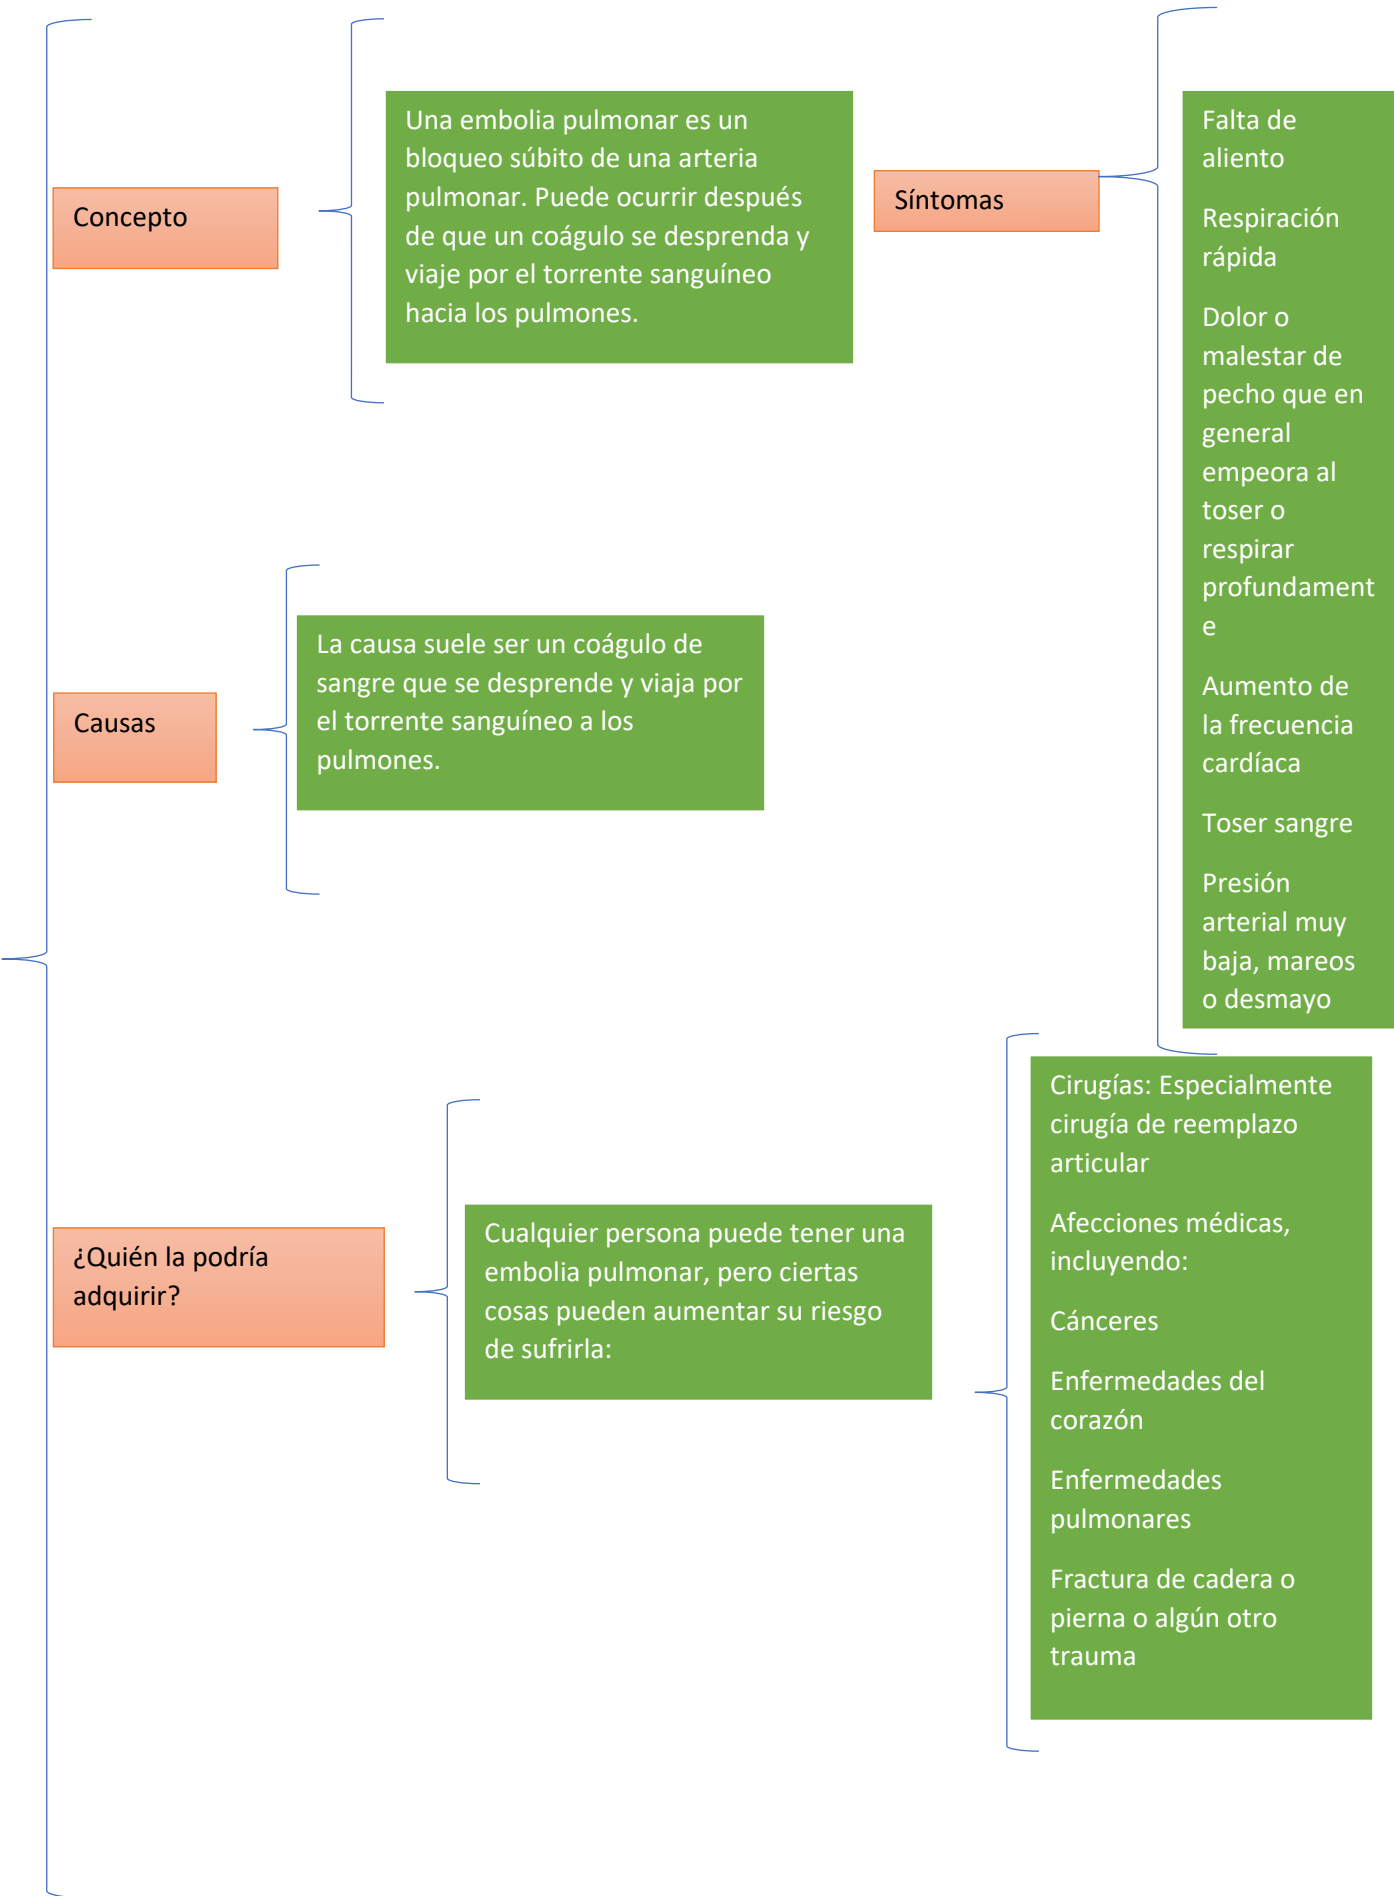 Concepto
Una embolia pulmonar es un
bloqueo súbito de una arteria
pulmonar. Puede ocurrir después
de que un coágulo se desprenda y
viaje por el torrente sanguíneo
hacia los pulmones.
Síntomas
Falta de
aliento
Respiración
rápida
Dolor o
malestar de
pecho que en
general
empeora al
toser o
respirar
profundament
e
Aumento de
la frecuencia
cardíaca
Toser sangre
Presión
arterial muy
baja, mareos
o desmayo
Causas
La causa suele ser un coágulo de
sangre que se desprende y viaja por
el torrente sanguíneo a los
pulmones.
¿Quién la podría
adquirir?
Cualquier persona puede tener una
embolia pulmonar, pero ciertas
cosas pueden aumentar su riesgo
de sufrirla:
Cirugías: Especialmente
cirugía de reemplazo
articular
Afecciones médicas,
incluyendo:
Cánceres
Enfermedades del
corazón
Enfermedades
pulmonares
Fractura de cadera o
pierna o algún otro
trauma